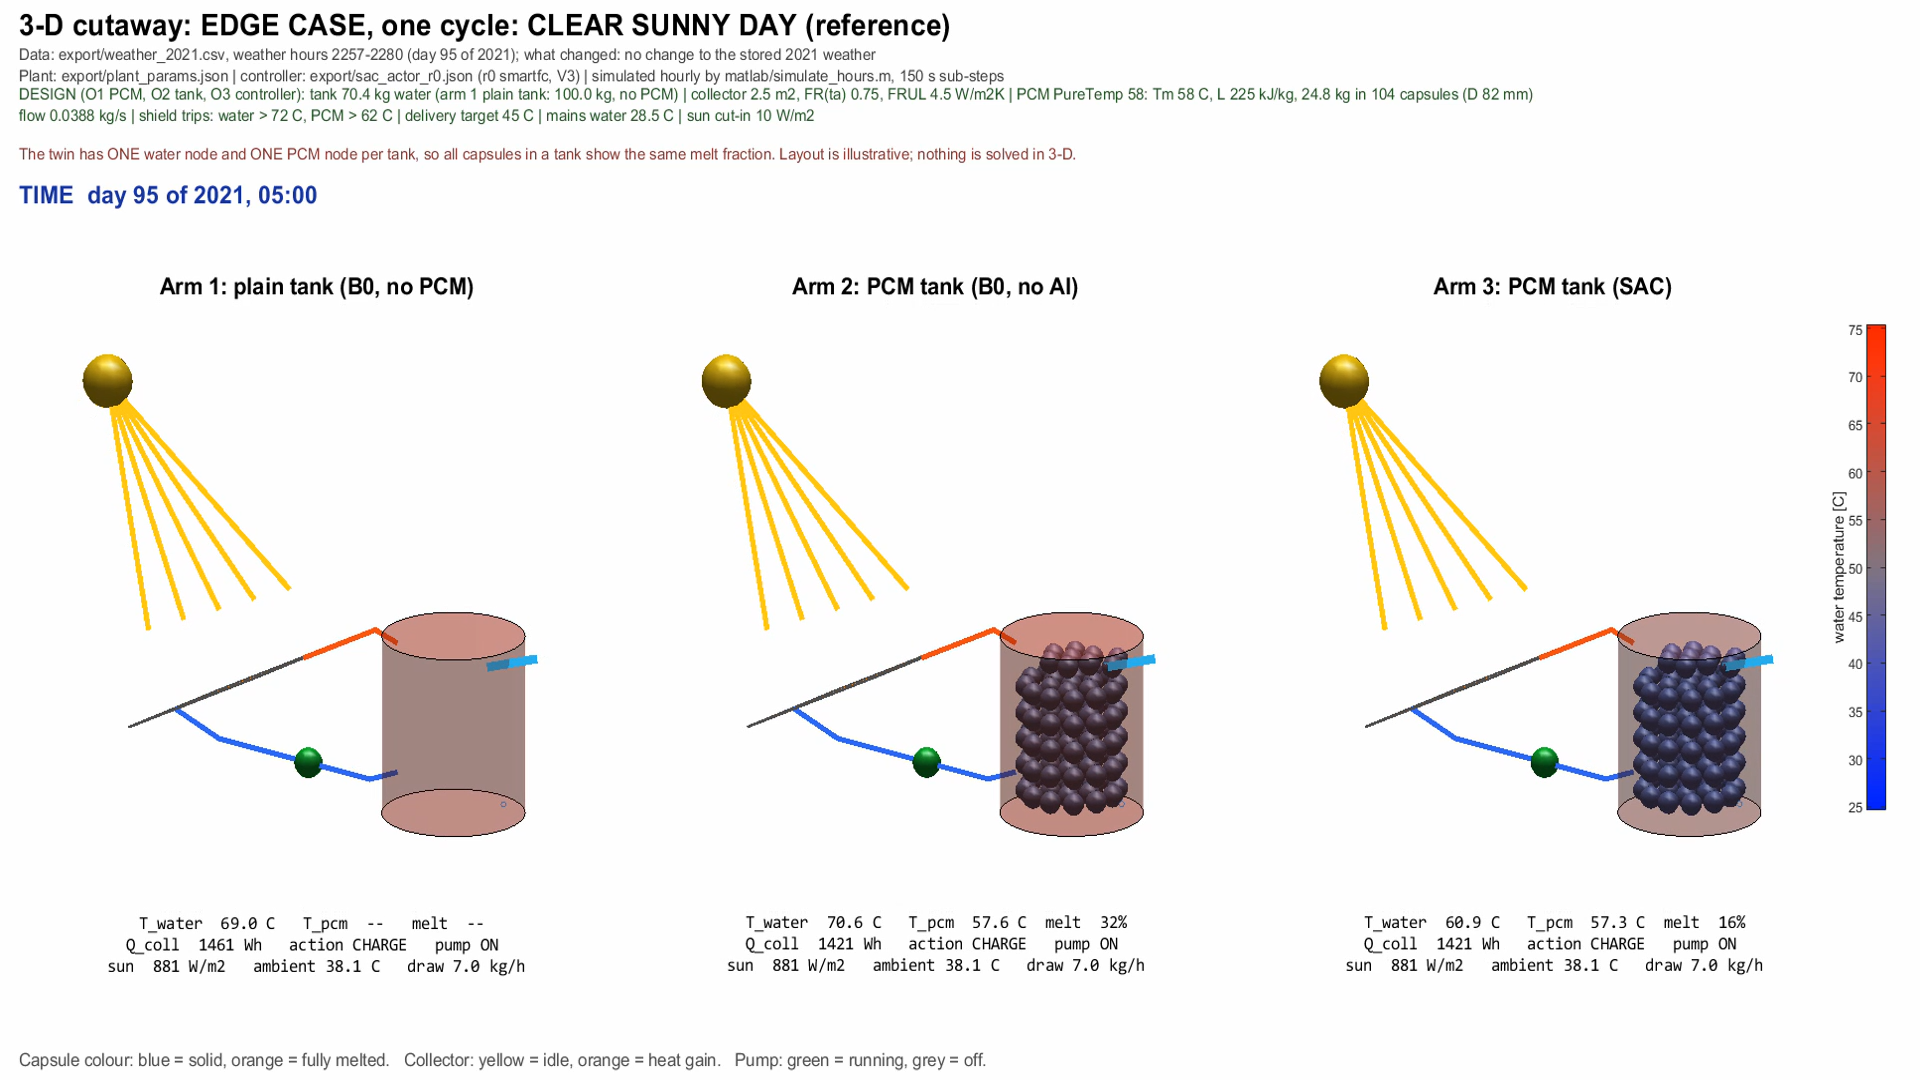 3-D cutaway: EDGE CASE, one cycle: CLEAR SUNNY DAY (reference)
Data: export/weather_2021.csv, weather hours 2257-2280 (day 95 of 2021); what changed: no change to the stored 2021 weather
Plant: export/plant_params.json | controller: export/sac_actor_r0.json (r0 smartfc, V3) | simulated hourly by matlab/simulate_hours.m, 150 s sub-steps
DESIGN (O1 PCM, O2 tank, O3 controller): tank 70.4 kg water (arm 1 plain tank: 100.0 kg, no PCM) | collector 2.5 m2, FR(ta) 0.75, FRUL 4.5 W/m2K | PCM PureTemp 58: Tm 58 C, L 225 kJ/kg, 24.8 kg in 104 capsules (D 82 mm)
flow 0.0388 kg/s | shield trips: water > 72 C, PCM > 62 C | delivery target 45 C | mains water 28.5 C | sun cut-in 10 W/m2
The twin has ONE water node and ONE PCM node per tank, so all capsules in a tank show the same melt fraction. Layout is illustrative; nothing is solved in 3-D.
TIME  day 95 of 2021, 05:00
Arm 1: plain tank (B0, no PCM)
Arm 2: PCM tank (B0, no AI)
Arm 3: PCM tank (SAC)
75
70
65
60
55
50
45
40
35
30
25
water temperature [C]
T_water  69.0 C   T_pcm  --   melt  --
Q_coll  1461 Wh   action CHARGE   pump ON
sun  881 W/m2   ambient 38.1 C   draw 7.0 kg/h
T_water  70.6 C   T_pcm  57.6 C  melt  32%
Q_coll  1421 Wh   action CHARGE   pump ON
sun  881 W/m2   ambient 38.1 C   draw 7.0 kg/h
T_water  60.9 C   T_pcm  57.3 C  melt  16%
Q_coll  1421 Wh   action CHARGE   pump ON
sun  881 W/m2   ambient 38.1 C   draw 7.0 kg/h
Capsule colour: blue = solid, orange = fully melted.   Collector: yellow = idle, orange = heat gain.   Pump: green = running, grey = off.